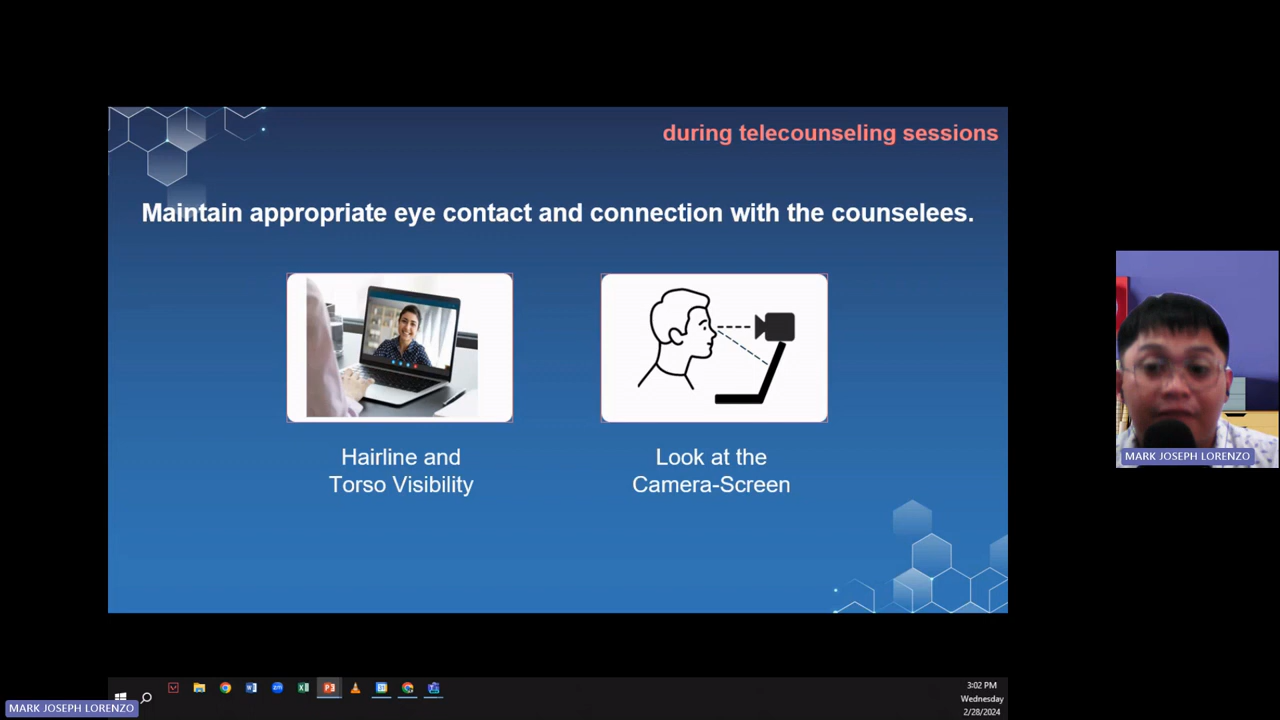 during telecounseling sessions
Maintain appropriate eye contact and connection with the counselees.
Hairline and
Torso Visibility
Look at the
Camera-Screen
MARK JOSEPH LORENZO
3:02 PM
Wednesday
2/28/2024
MARK JOSEPH LORENZO